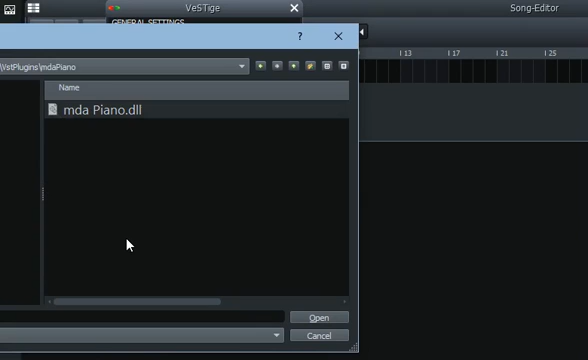 VeSTige
Song-Editor
GENERAL SETTINGS
?
\VstPlugins\mdaPiano
13 17 21 25
Name
mda Piano.dll
Open
Cancel